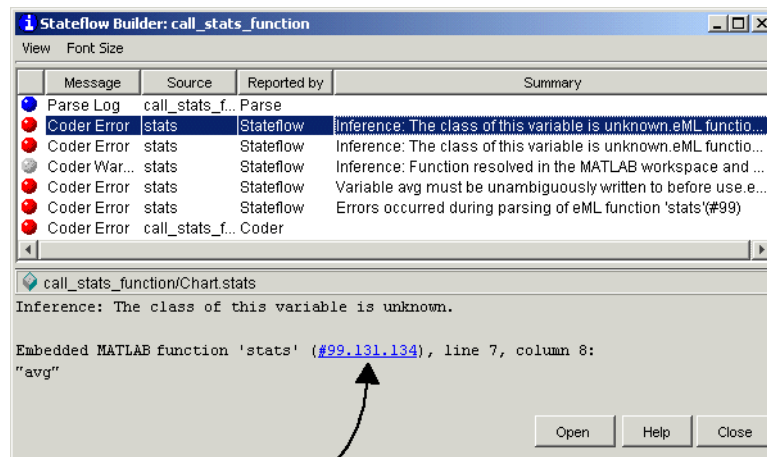 Stateflow Builder: call_stats_function
View Font Size
Message Source Reported by Summary
Parse Log call_stats_f... Parse
Coder Error stats Stateflow Inference: The class of this variable is unknown.eML functio...
Coder Error stats Stateflow Inference: The class of this variable is unknown.eML functio...
Coder War... stats Stateflow Inference: Function resolved in the MATLAB workspace and ...
Coder Error stats Stateflow Variable avg must be unambiguously written to before use.e...
Coder Error stats Stateflow Errors occurred during parsing of eML function 'stats'(#99)
Coder Error call_stats_f... Coder
call_stats_function/Chart.stats
Inference: The class of this variable is unknown.
Embedded MATLAB function 'stats' (#99.131.134), line 7, column 8:
"avg"
Open Help Close